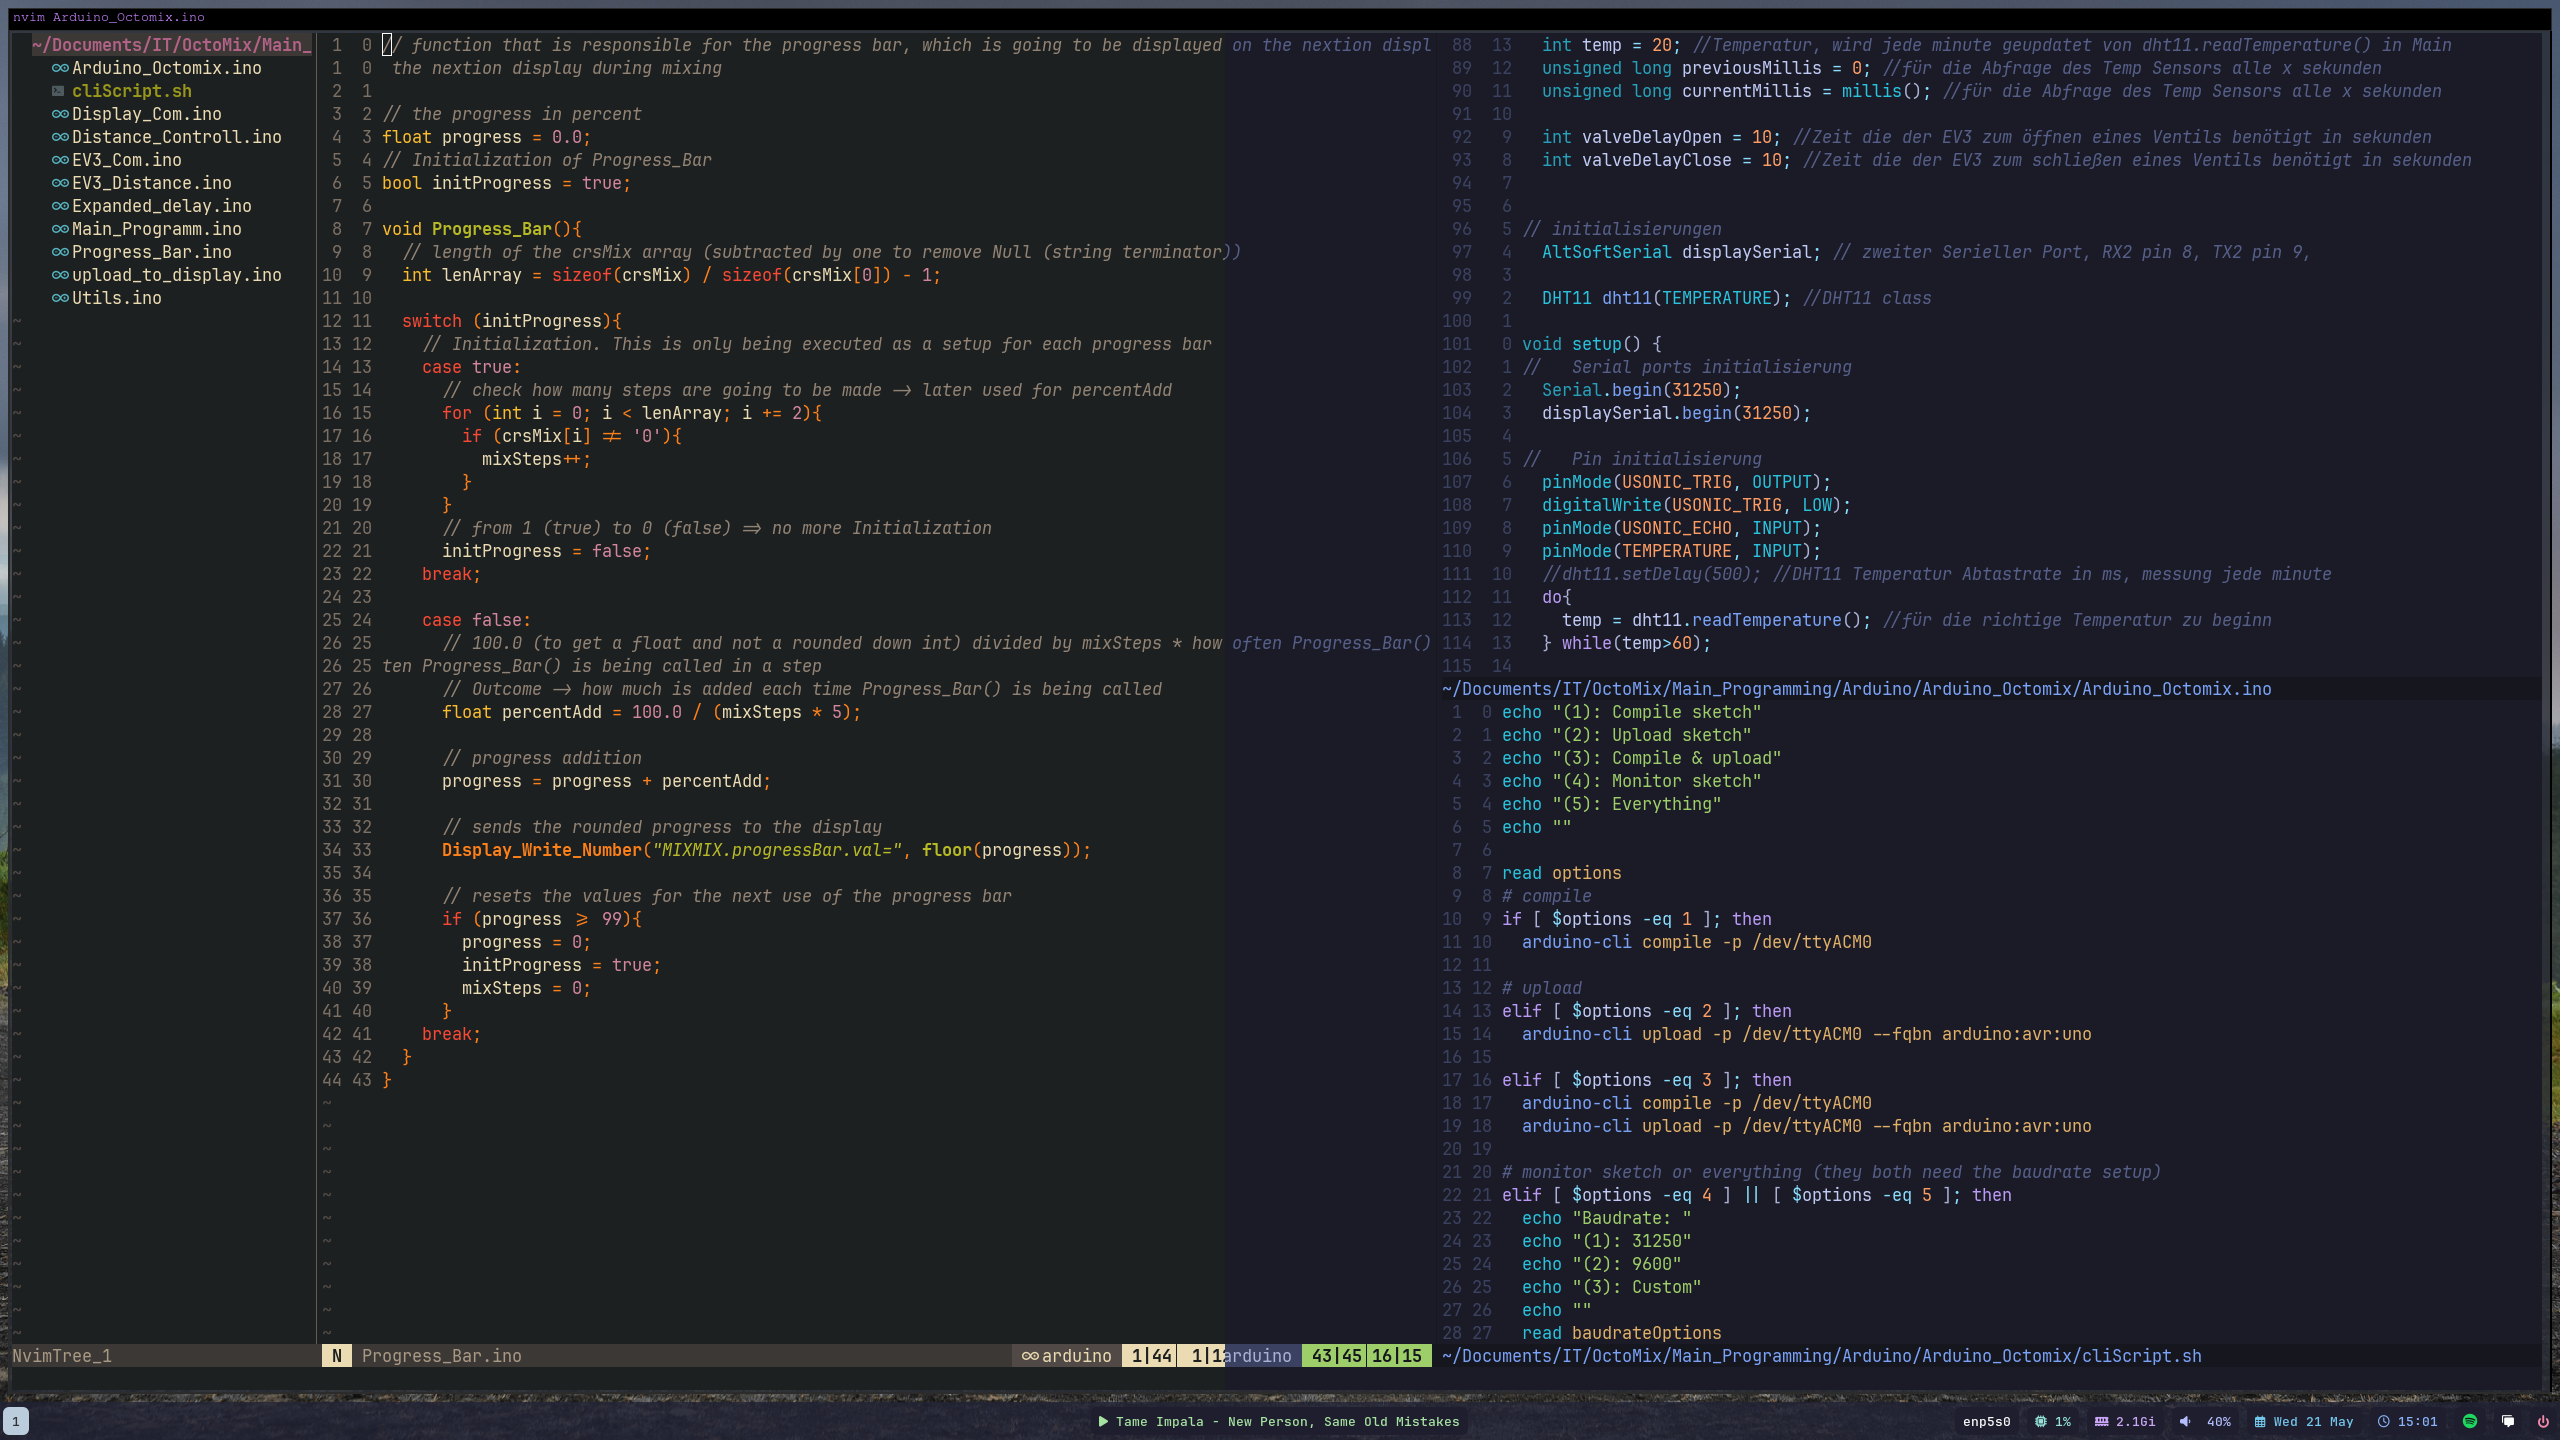 nvim Arduino_Octomix.ino
~/Documents/IT/OctoMix/Main_
Arduino_Octomix.ino
cliScript.sh
Display_Com.ino
Distance_Controll.ino
EV3_Com.ino
EV3_Distance.ino
Expanded_delay.ino
Main_Programm.ino
Progress_Bar.ino
upload_to_display.ino
Utils.ino
NvimTree_1
1 0 // function that is responsible for the progress bar, which is going to be displayed on the nextion displ
1 0 the nextion display during mixing
2 1
3 2 // the progress in percent
4 3 float progress = 0.0;
5 4 // Initialization of Progress_Bar
6 5 bool initProgress = true;
7 6
8 7 void Progress_Bar(){
9 8 // length of the crsMix array (subtracted by one to remove Null (string terminator))
10 9 int lenArray = sizeof(crsMix) / sizeof(crsMix[0]) - 1;
11 10
12 11 switch (initProgress){
13 12 // Initialization. This is only being executed as a setup for each progress bar
14 13 case true:
15 14 // check how many steps are going to be made -> later used for percentAdd
16 15 for (int i = 0; i < lenArray; i += 2){
17 16 if (crsMix[i] != '0'){
18 17 mixSteps++;
19 18 }
20 19 }
21 20 // from 1 (true) to 0 (false) => no more Initialization
22 21 initProgress = false;
23 22 break;
24 23
25 24 case false:
26 25 // 100.0 (to get a float and not a rounded down int) divided by mixSteps * how often Progress_Bar()
26 25 ten Progress_Bar() is being called in a step
27 26 // Outcome -> how much is added each time Progress_Bar() is being called
28 27 float percentAdd = 100.0 / (mixSteps * 5);
29 28
30 29 // progress addition
31 30 progress = progress + percentAdd;
32 31
33 32 // sends the rounded progress to the display
34 33 Display_Write_Number("MIXMIX.progressBar.val=", floor(progress));
35 34
36 35 // resets the values for the next use of the progress bar
37 36 if (progress >= 99){
38 37 progress = 0;
39 38 initProgress = true;
40 39 mixSteps = 0;
41 40 }
42 41 break;
43 42 }
44 43 }
N Progress_Bar.ino arduino 1|44 1|1 arduino 43|45 16|15
88 13 int temp = 20; //Temperatur, wird jede minute geupdatet von dht11.readTemperature() in Main
89 12 unsigned long previousMillis = 0; //für die Abfrage des Temp Sensors alle x sekunden
90 11 unsigned long currentMillis = millis(); //für die Abfrage des Temp Sensors alle x sekunden
91 10
92 9 int valveDelayOpen = 10; //Zeit die der EV3 zum öffnen eines Ventils benötigt in sekunden
93 8 int valveDelayClose = 10; //Zeit die der EV3 zum schließen eines Ventils benötigt in sekunden
94 7
95 6
96 5 // initialisierungen
97 4 AltSoftSerial displaySerial; // zweiter Serieller Port, RX2 pin 8, TX2 pin 9,
98 3
99 2 DHT11 dht11(TEMPERATURE); //DHT11 class
100 1
101 0 void setup() {
102 1 // Serial ports initialisierung
103 2 Serial.begin(31250);
104 3 displaySerial.begin(31250);
105 4
106 5 // Pin initialisierung
107 6 pinMode(USONIC_TRIG, OUTPUT);
108 7 digitalWrite(USONIC_TRIG, LOW);
109 8 pinMode(USONIC_ECHO, INPUT);
110 9 pinMode(TEMPERATURE, INPUT);
111 10 //dht11.setDelay(500); //DHT11 Temperatur Abtastrate in ms, messung jede minute
112 11 do{
113 12 temp = dht11.readTemperature(); //für die richtige Temperatur zu beginn
114 13 } while(temp>60);
115 14
~/Documents/IT/OctoMix/Main_Programming/Arduino/Arduino_Octomix/Arduino_Octomix.ino
1 0 echo "(1): Compile sketch"
2 1 echo "(2): Upload sketch"
3 2 echo "(3): Compile & upload"
4 3 echo "(4): Monitor sketch"
5 4 echo "(5): Everything"
6 5 echo ""
7 6
8 7 read options
9 8 # compile
10 9 if [ $options -eq 1 ]; then
11 10 arduino-cli compile -p /dev/ttyACM0
12 11
13 12 # upload
14 13 elif [ $options -eq 2 ]; then
15 14 arduino-cli upload -p /dev/ttyACM0 --fqbn arduino:avr:uno
16 15
17 16 elif [ $options -eq 3 ]; then
18 17 arduino-cli compile -p /dev/ttyACM0
19 18 arduino-cli upload -p /dev/ttyACM0 --fqbn arduino:avr:uno
20 19
21 20 # monitor sketch or everything (they both need the baudrate setup)
22 21 elif [ $options -eq 4 ] || [ $options -eq 5 ]; then
23 22 echo "Baudrate: "
24 23 echo "(1): 31250"
25 24 echo "(2): 9600"
26 25 echo "(3): Custom"
27 26 echo ""
28 27 read baudrateOptions
~/Documents/IT/OctoMix/Main_Programming/Arduino/Arduino_Octomix/cliScript.sh
1 Tame Impala - New Person, Same Old Mistakes enp5s0 1% 2.1Gi 40% Wed 21 May 15:01